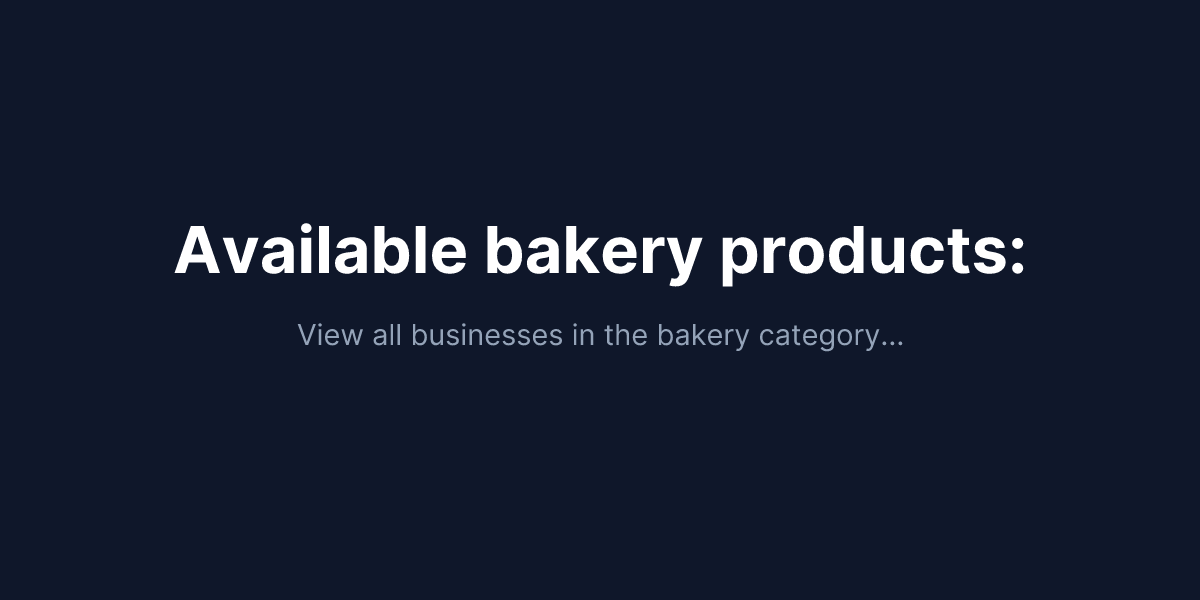 Available bakery products:
View all businesses in the bakery category...